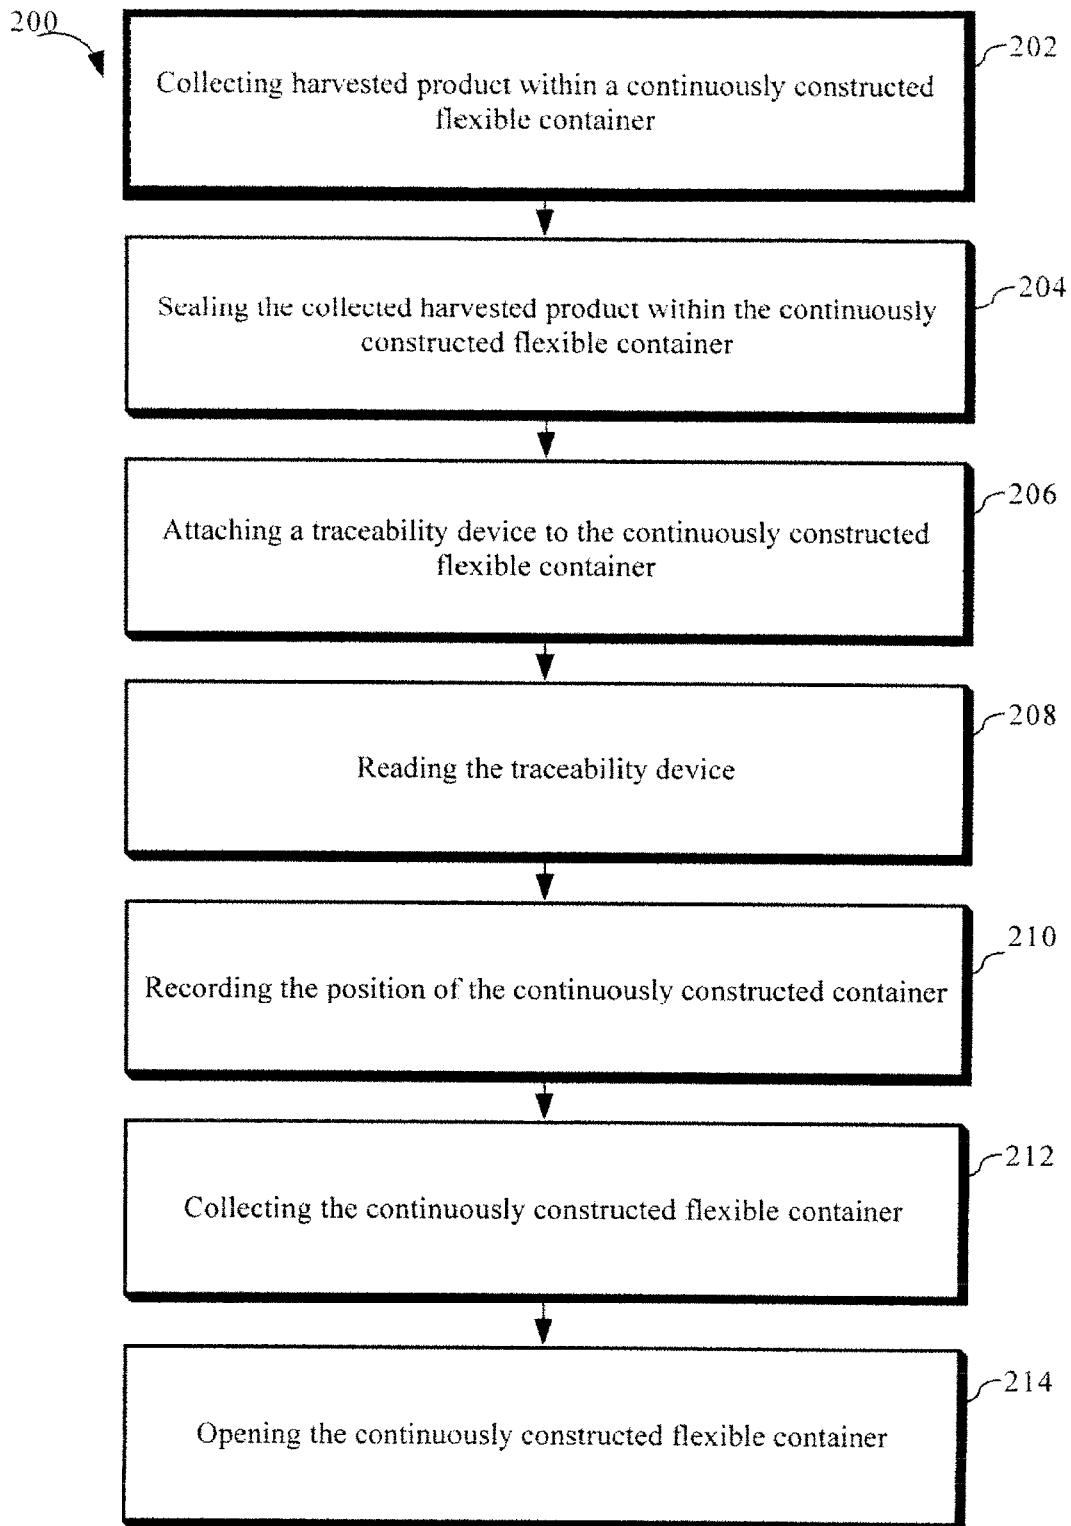 200
202
Collecting harvested product within a continuously constructed
flexible container
204
Sealing the collected harvested product within the continuously
constructed flexible container
206
Attaching a traceability device to the continuously constructed
flexible container
208
Reading the traceability device
210
Recording the position of the continuously constructed container
212
Collecting the continuously constructed flexible container
214
Opening the continuously constructed flexible container